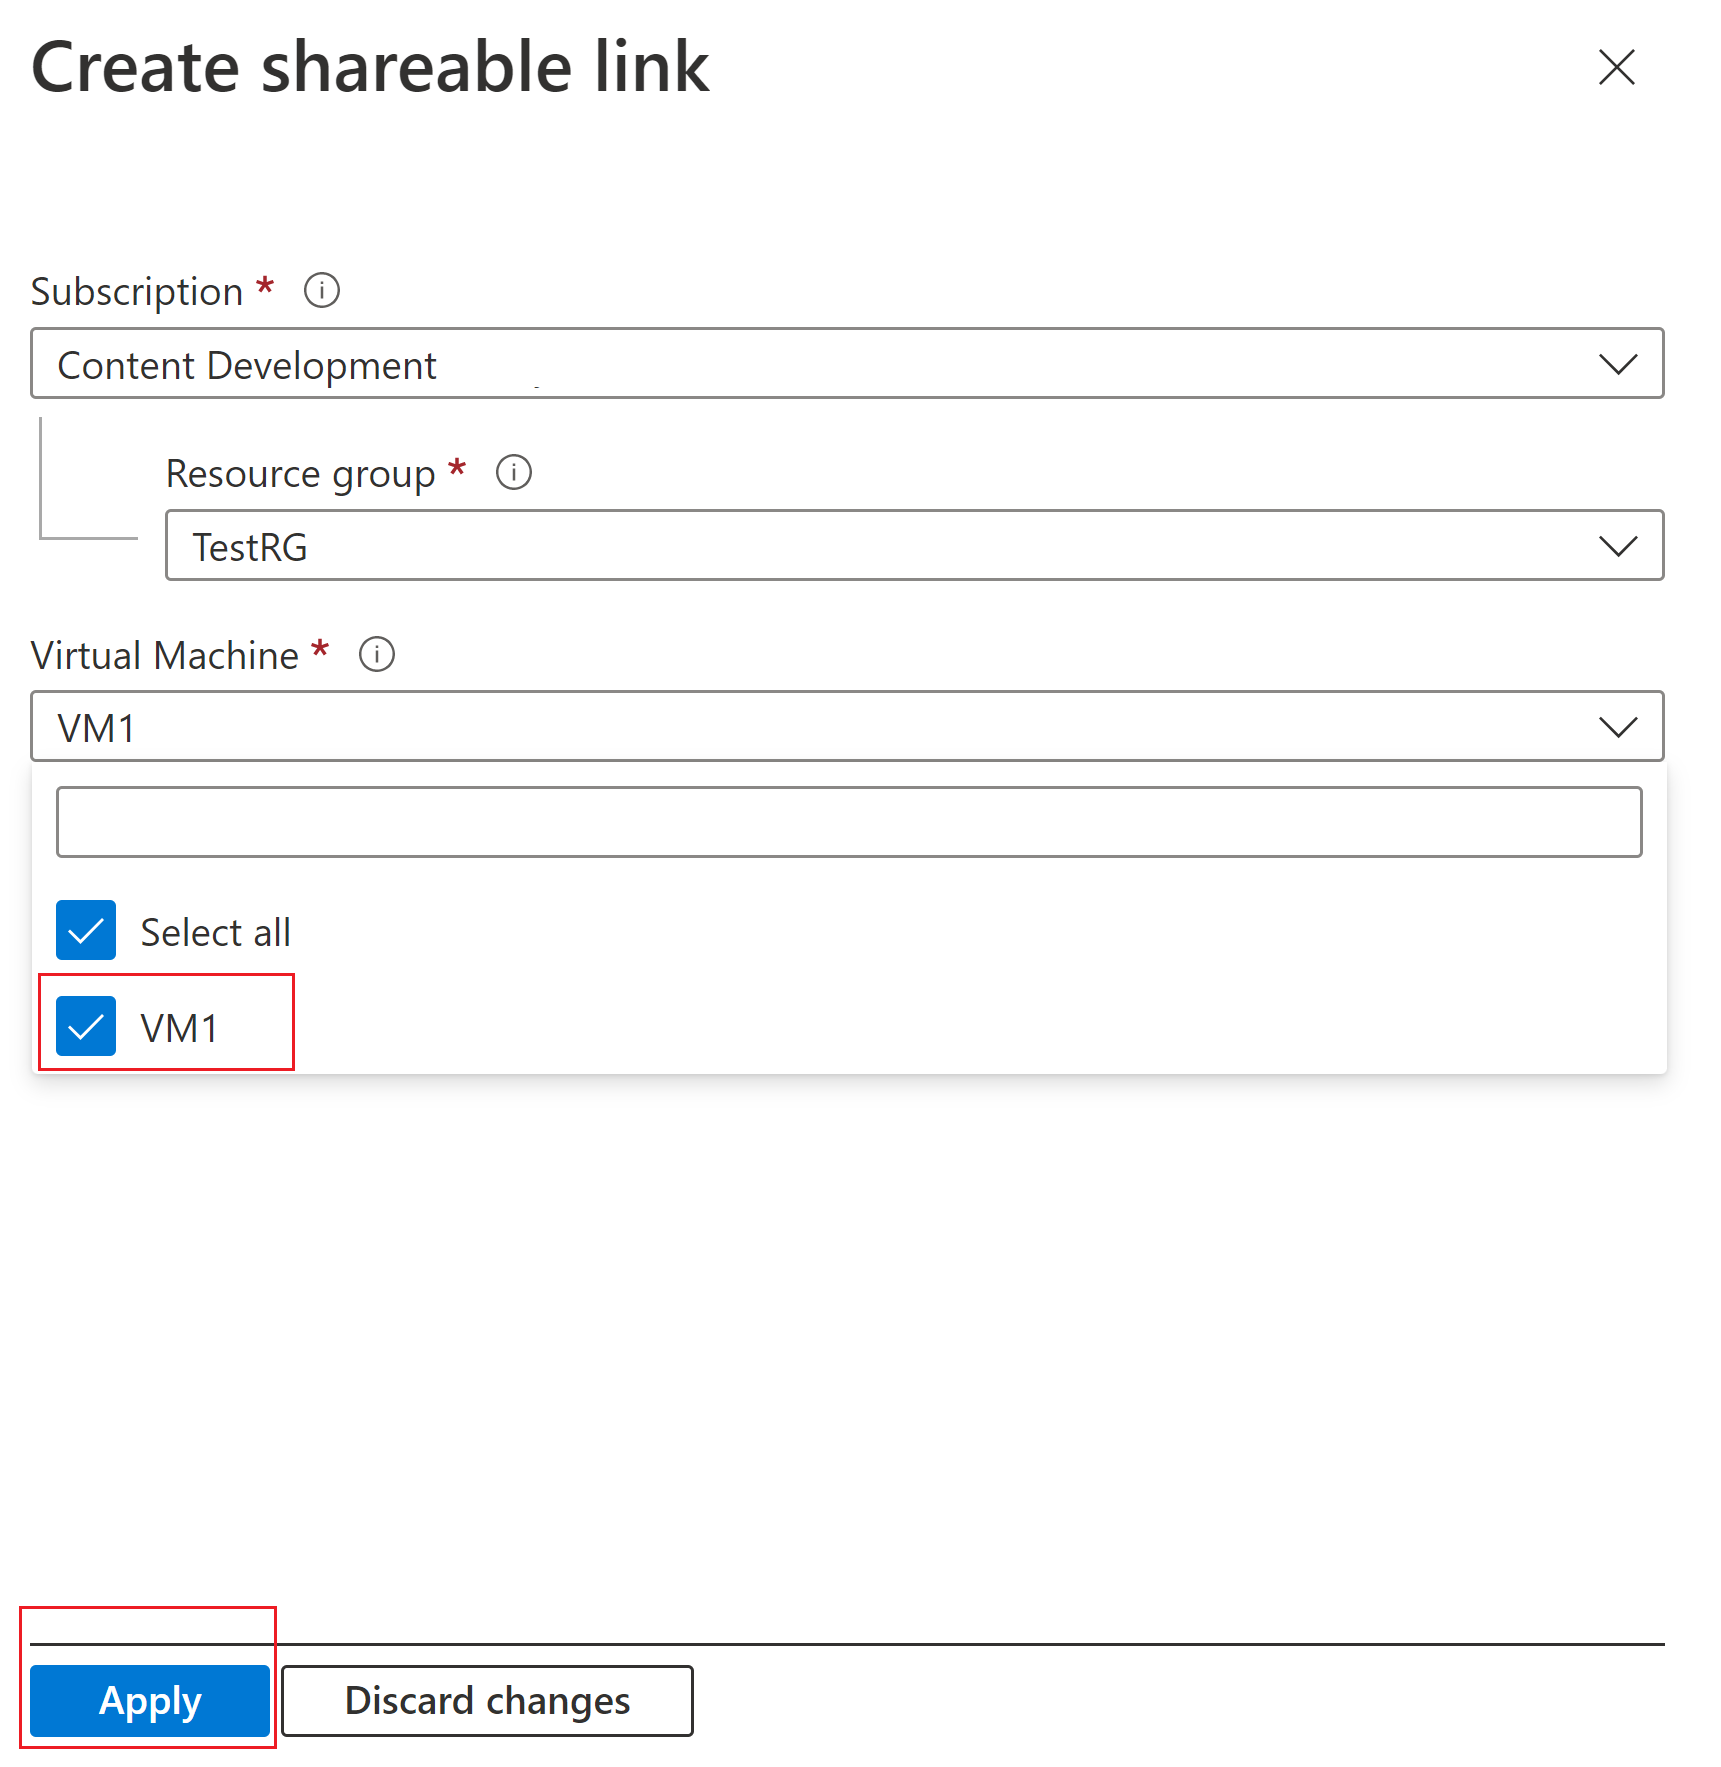 Create shareable link
Subscription *
Content Development
Resource group *
TestRG
Virtual Machine *
VM1
Select all
VM1
Apply
Discard changes